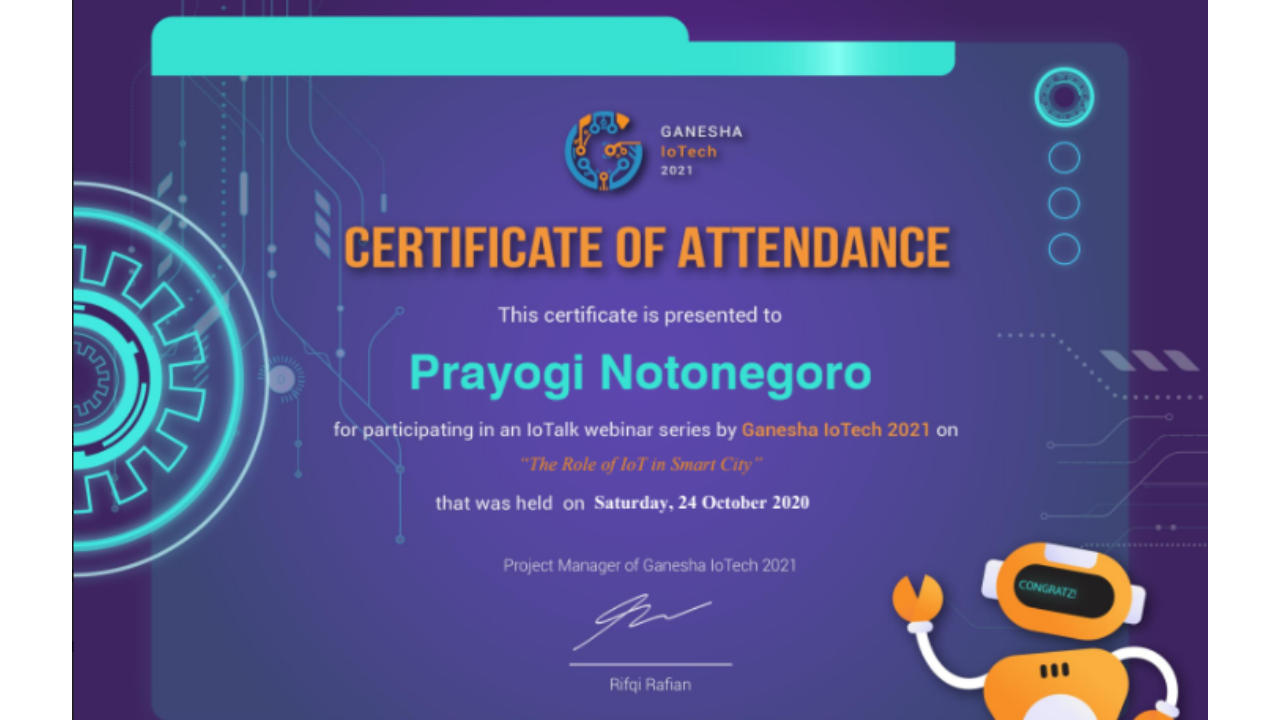 GANESHA
IoTech
2021
CERTIFICATE OF ATTENDANCE
This certificate is presented to
Prayogi Notonegoro
for participating in an IoTalk webinar series by Ganesha IoTech 2021 on
“The Role of IoT in Smart City”
that was held on Saturday, 24 October 2020
Project Manager of Ganesha IoTech 2021
Rifqi Rafian
CONGRATZ!